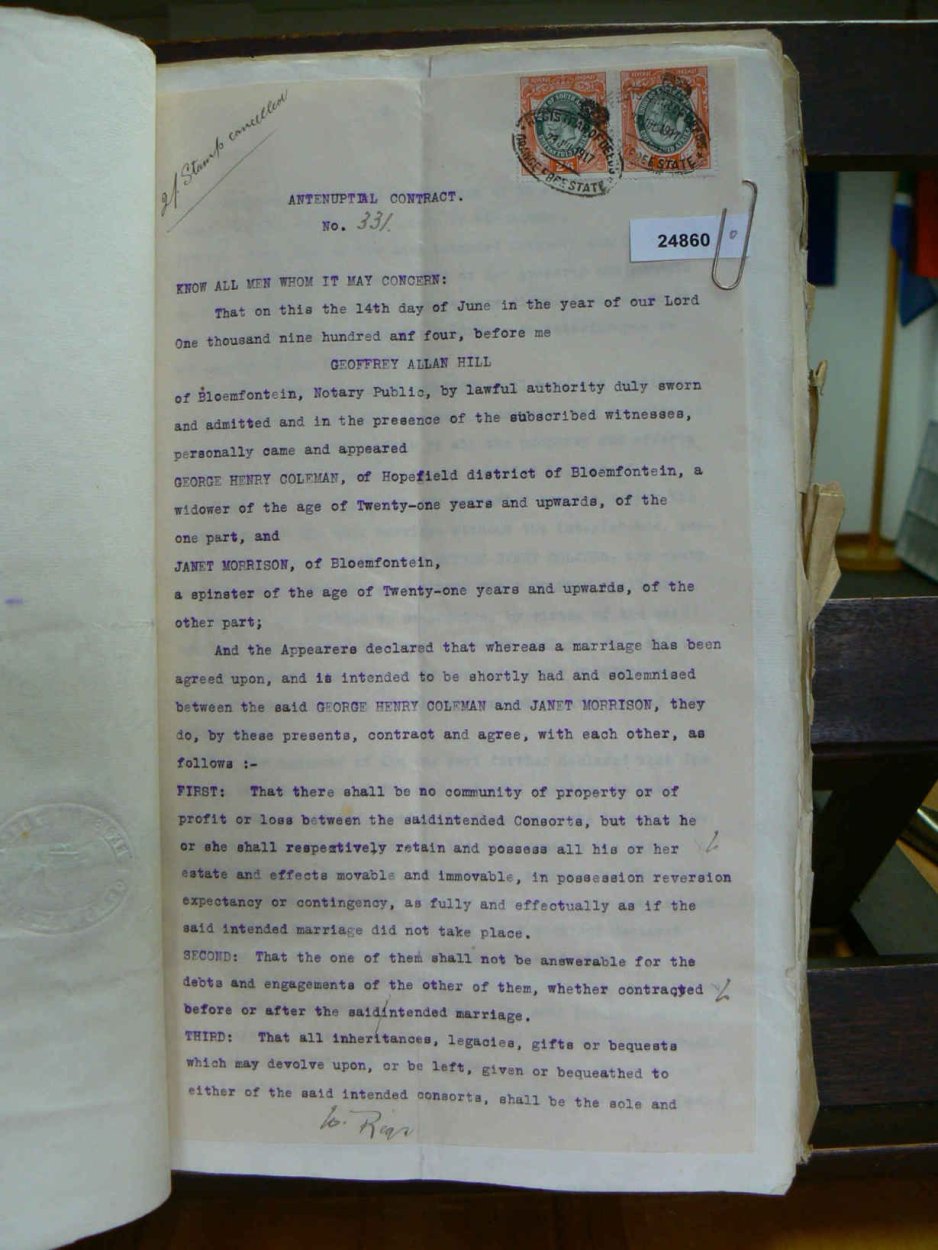 2/. Stamp cancelled
REGISTRAR OF DEEDS
1917
ORANGE FREE STATE
FREE STATE
ANTENUPTIAL CONTRACT.
No. 331.
24860
KNOW ALL MEN WHOM IT MAY CONCERN:
That on this the 14th day of June in the year of our Lord
One thousand nine hundred anf four, before me
GEOFFREY ALLAN HILL
of Bloemfontein, Notary Public, by lawful authority duly sworn
and admitted and in the presence of the subscribed witnesses,
personally came and appeared
GEORGE HENRY COLEMAN, of Hopefield district of Bloemfontein, a
widower of the age of Twenty-one years and upwards, of the
one part, and
JANET MORRISON, of Bloemfontein,
a spinster of the age of Twenty-one years and upwards, of the
other part;
And the Appearers declared that whereas a marriage has been
agreed upon, and is intended to be shortly had and solemnised
between the said GEORGE HENRY COLEMAN and JANET MORRISON, they
do, by these presents, contract and agree, with each other, as
follows :-
FIRST: That there shall be no community of property or of
profit or loss between the saidintended Consorts, but that he
or she shall respectively retain and possess all his or her
estate and effects movable and immovable, in possession reversion
expectancy or contingency, as fully and effectually as if the
said intended marriage did not take place.
SECOND: That the one of them shall not be answerable for the
debts and engagements of the other of them, whether contracted
before or after the said/intended marriage.
THIRD: That all inheritances, legacies, gifts or bequests
which may devolve upon, or be left, given or bequeathed to
either of the said intended consorts, shall be the sole and